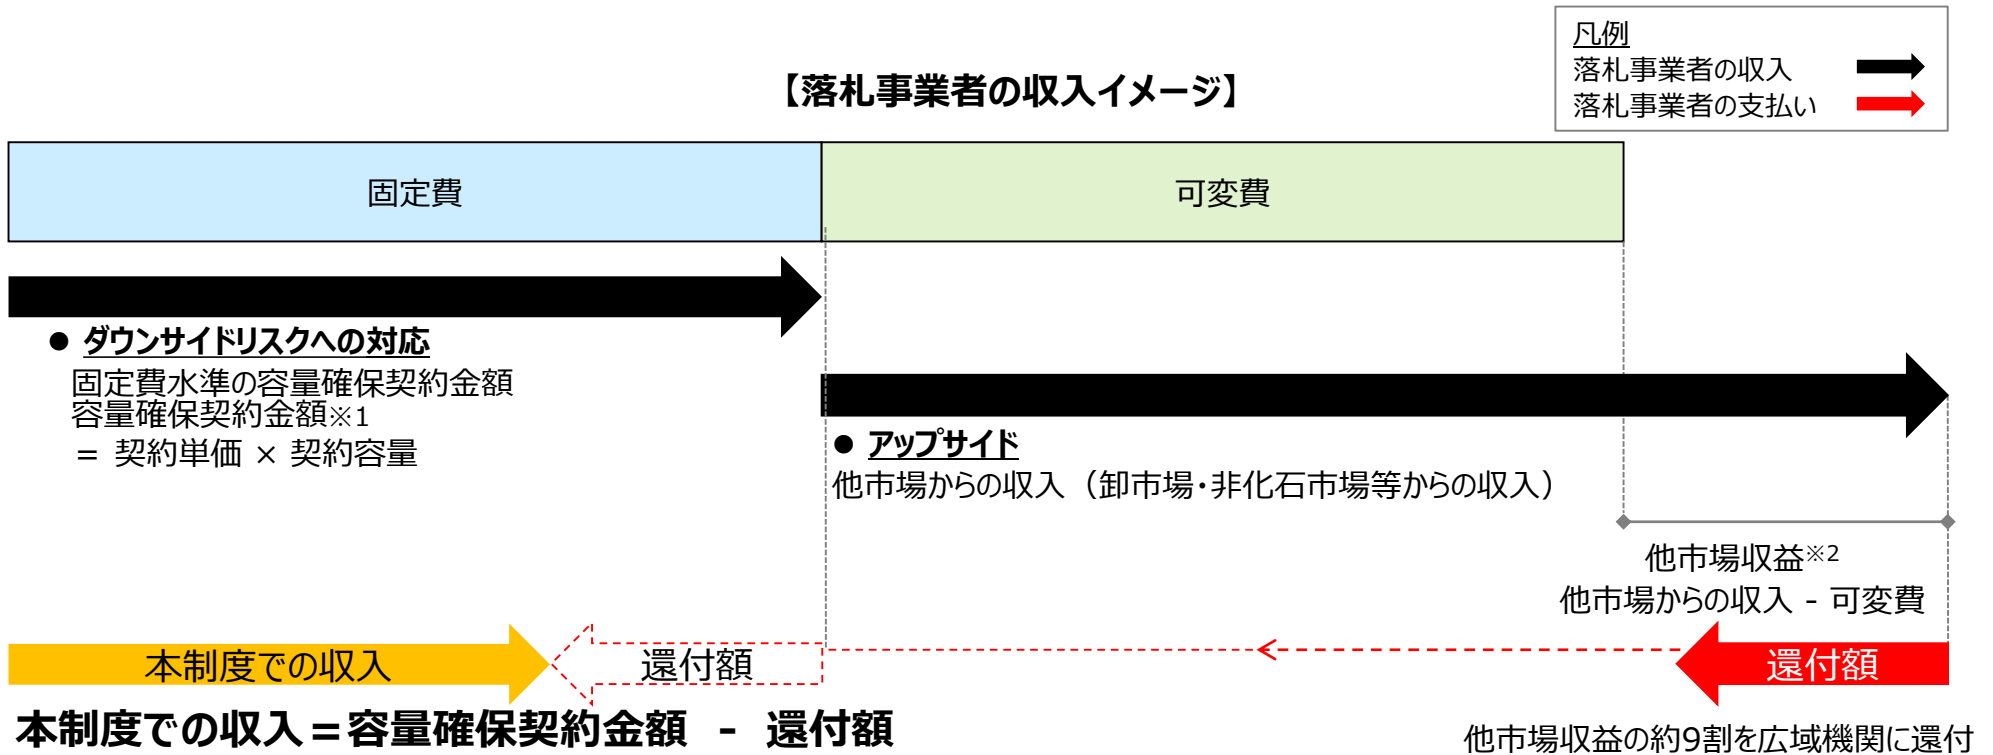 凡例
落札事業者の収入
落札事業者の支払い
【落札事業者の収入イメージ】
固定費
可変費
● ダウンサイドリスクへの対応
固定費水準の容量確保契約金額
容量確保契約金額※1
= 契約単価 × 契約容量
● アップサイド
他市場からの収入（卸市場・非化石市場等からの収入）
他市場収益※2
他市場からの収入 - 可変費
本制度での収入
還付額
還付額
本制度での収入＝容量確保契約金額 - 還付額
他市場収益の約9割を広域機関に還付